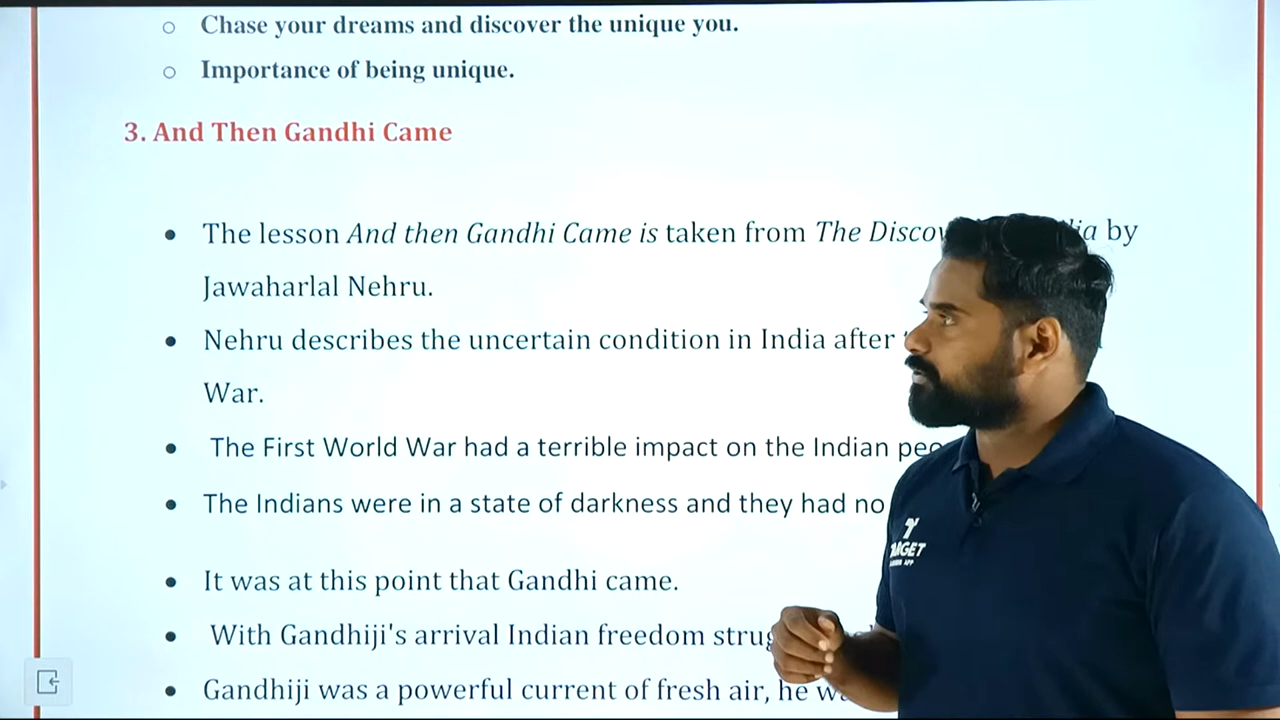 ○ Chase your dreams and discover the unique you.
○ Importance of being unique.
3. And Then Gandhi Came
• The lesson And then Gandhi Came is taken from The by
Jawaharlal Nehru.
• Nehru describes the uncertain condition in India after
War.
• The First World War had a terrible impact on the Indian
• The Indians were in a state of darkness and they had no
• It was at this point that Gandhi came.
• With Gandhiji's arrival Indian freedom
• Gandhiji was a powerful current of fresh air, he